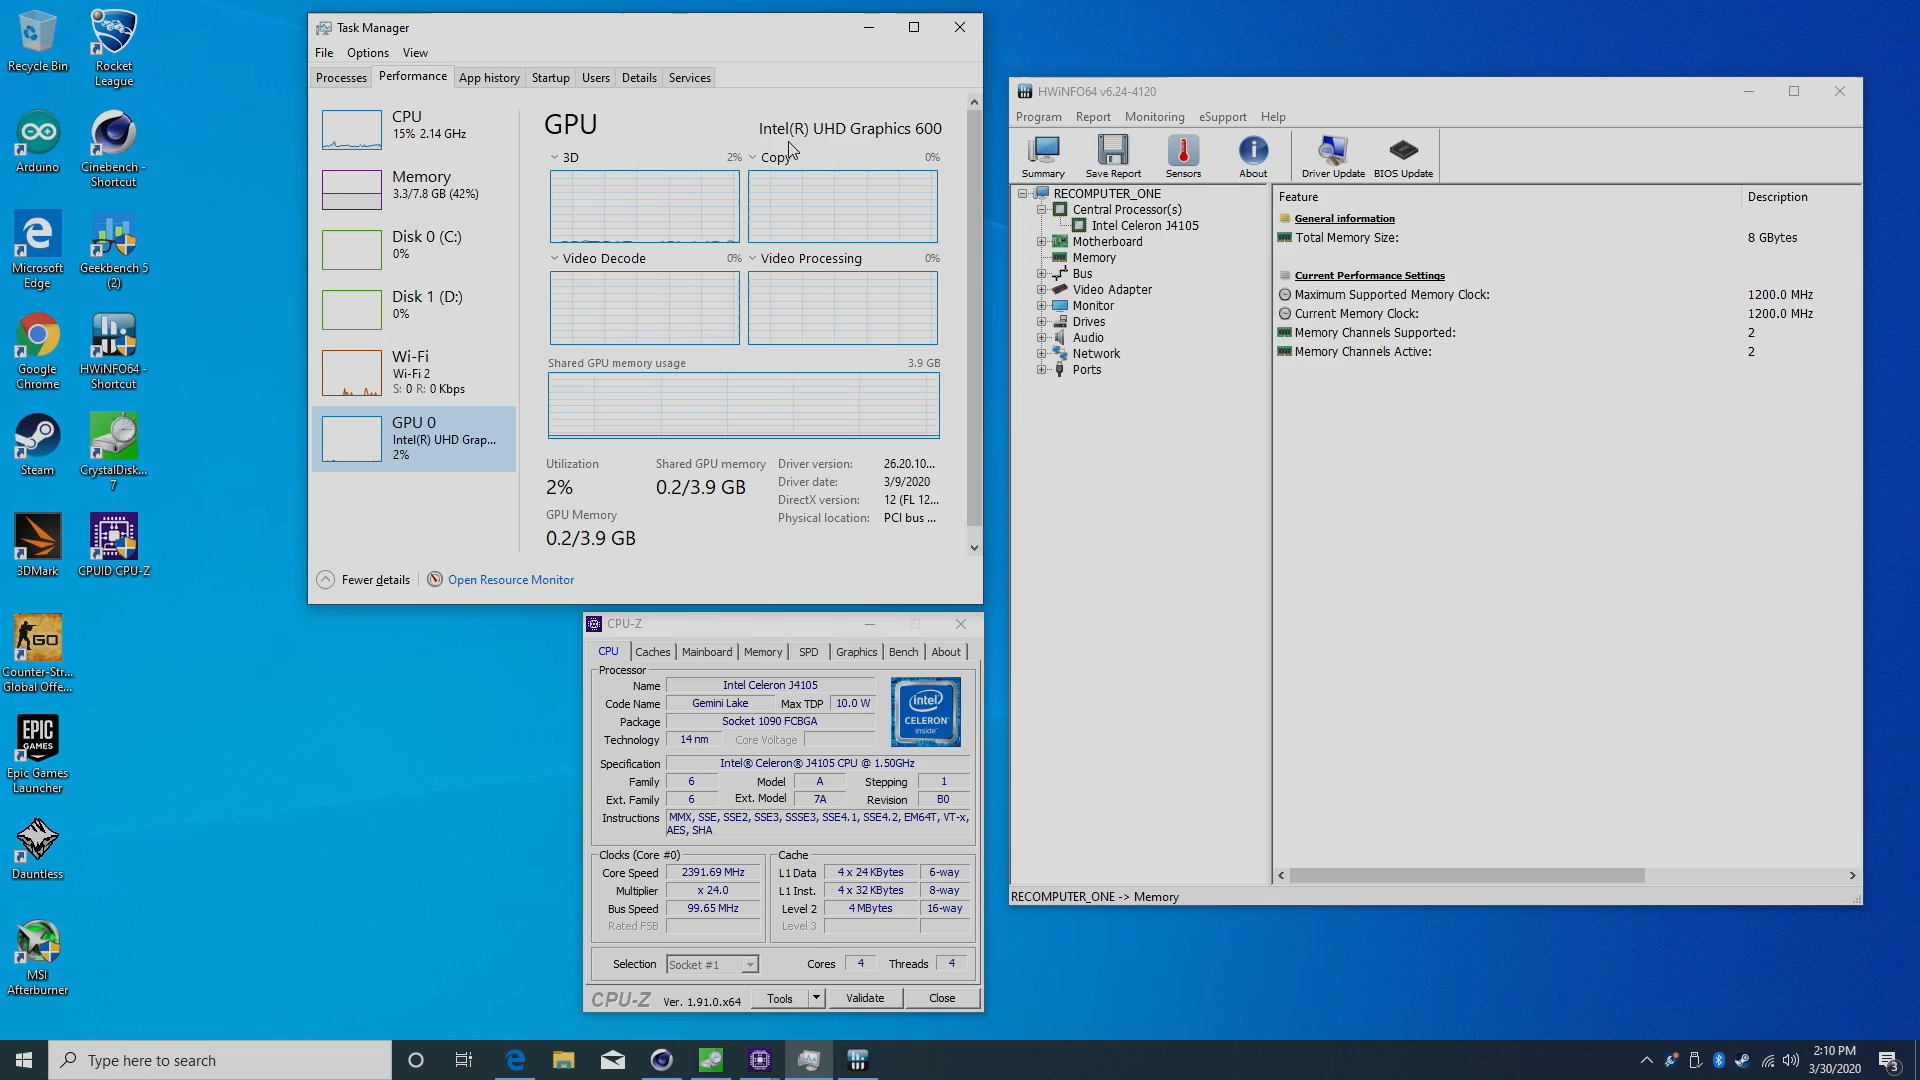 Recycle Bin
Rocket
League
Arduino
Cinebench -
Shortcut
Microsoft
Edge
Geekbench 5
(2)
Google
Chrome
HWiNFO64 -
Shortcut
Steam
CrystalDisk...
7
3DMark
CPUID CPU-Z
GO
Counter-Str...
Global Offe...
EPIC
GAMES
Epic Games
Launcher
Dauntless
MSI
Afterburner
Task Manager
File Options View
Processes Performance App history Startup Users Details Services
CPU
15% 2.14 GHz
Memory
3.3/7.8 GB (42%)
Disk 0 (C:)
0%
Disk 1 (D:)
0%
Wi-Fi
Wi-Fi 2
S: 0 R: 0 Kbps
GPU 0
Intel(R) UHD Grap...
2%
GPU Intel(R) UHD Graphics 600
3D 2% Copy 0%
Video Decode 0% Video Processing 0%
Shared GPU memory usage 3.9 GB
Utilization
2%
Shared GPU memory
0.2/3.9 GB
GPU Memory
0.2/3.9 GB
Driver version: 26.20.10...
Driver date: 3/9/2020
DirectX version: 12 (FL 12...
Physical location: PCI bus ...
Fewer details Open Resource Monitor
CPU-Z
CPU Caches Mainboard Memory SPD Graphics Bench About
Processor
Name Intel Celeron J4105
Code Name Gemini Lake Max TDP 10.0 W
Package Socket 1090 FCBGA
Technology 14 nm Core Voltage
intel
CELERON
inside
Specification Intel® Celeron® J4105 CPU @ 1.50GHz
Family 6 Model A Stepping 1
Ext. Family 6 Ext. Model 7A Revision B0
Instructions MMX, SSE, SSE2, SSE3, SSSE3, SSE4.1, SSE4.2, EM64T, VT-x,
AES, SHA
Clocks (Core #0)
Core Speed 2391.69 MHz
Multiplier x 24.0
Bus Speed 99.65 MHz
Rated FSB
Cache
L1 Data 4 x 24 KBytes 6-way
L1 Inst. 4 x 32 KBytes 8-way
Level 2 4 MBytes 16-way
Level 3
Selection Socket #1 Cores 4 Threads 4
CPU-Z Ver. 1.91.0.x64 Tools Validate Close
HWiNFO64 v6.24-4120
Program Report Monitoring eSupport Help
Summary Save Report Sensors About Driver Update BIOS Update
RECOMPUTER_ONE
Central Processor(s)
Intel Celeron J4105
Motherboard
Memory
Bus
Video Adapter
Monitor
Drives
Audio
Network
Ports
Feature Description
General information
Total Memory Size: 8 GBytes
Current Performance Settings
Maximum Supported Memory Clock: 1200.0 MHz
Current Memory Clock: 1200.0 MHz
Memory Channels Supported: 2
Memory Channels Active: 2
RECOMPUTER_ONE -> Memory
Type here to search
2:10 PM
3/30/2020
3